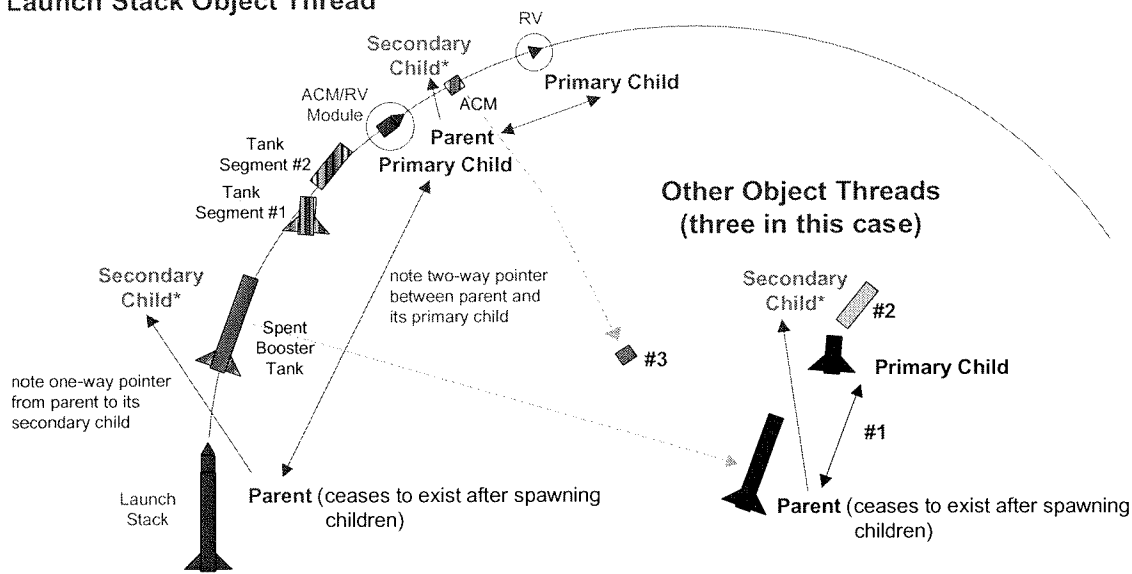 Launch Stack Object Thread
RV
Secondary
Child*
Primary Child
ACM/RV
Module
ACM
Parent
Primary Child
Tank
Segment #2
Tank
Segment #1
Other Object Threads
(three in this case)
Secondary
Child*
note two-way pointer
between parent and
its primary child
Secondary
Child*
#2
Spent
Booster
Tank
#3
Primary Child
note one-way pointer
from parent to its
secondary child
#1
Launch
Stack
Parent (ceases to exist after spawning
children)
Parent (ceases to exist after spawning
children)